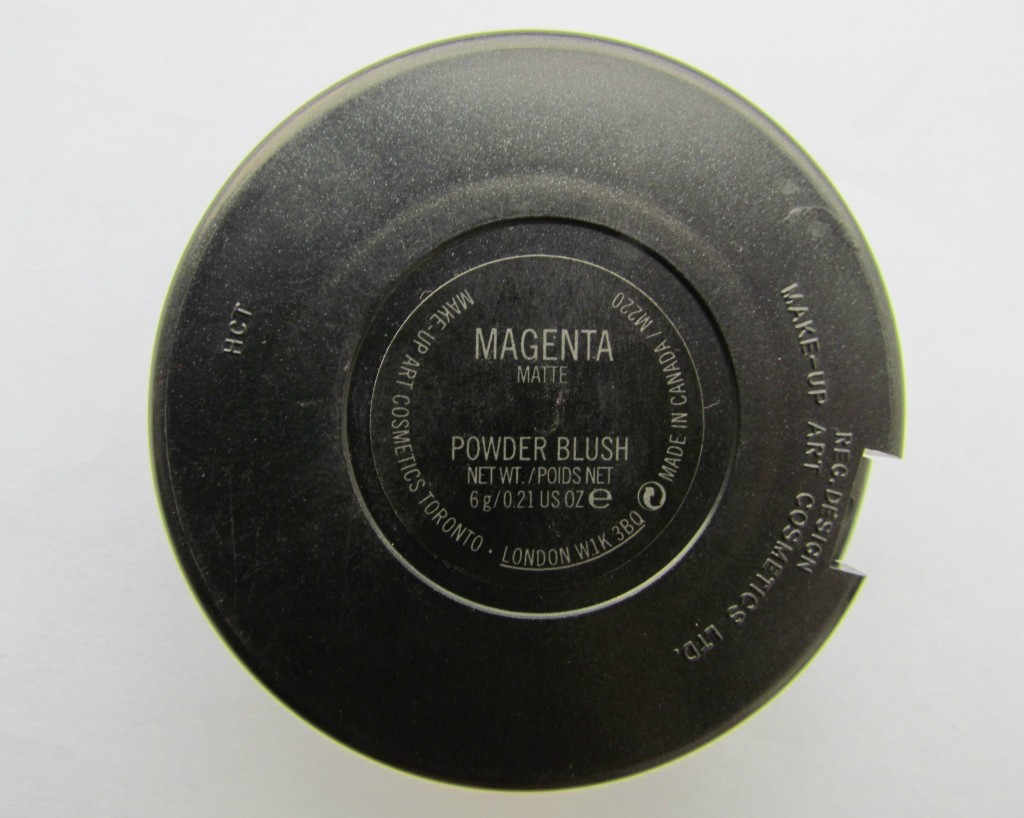 MAGENTA
MATTE
POWDER BLUSH
NET WT./POIDS NET
6 g/0.21 US OZ e
MAKE-UP ART COSMETICS TORONTO · LONDON W1K 3BQ
MADE IN CANADA / M220
HCT
MAKE-UP ART COSMETICS LTD.
REG. DESIGN